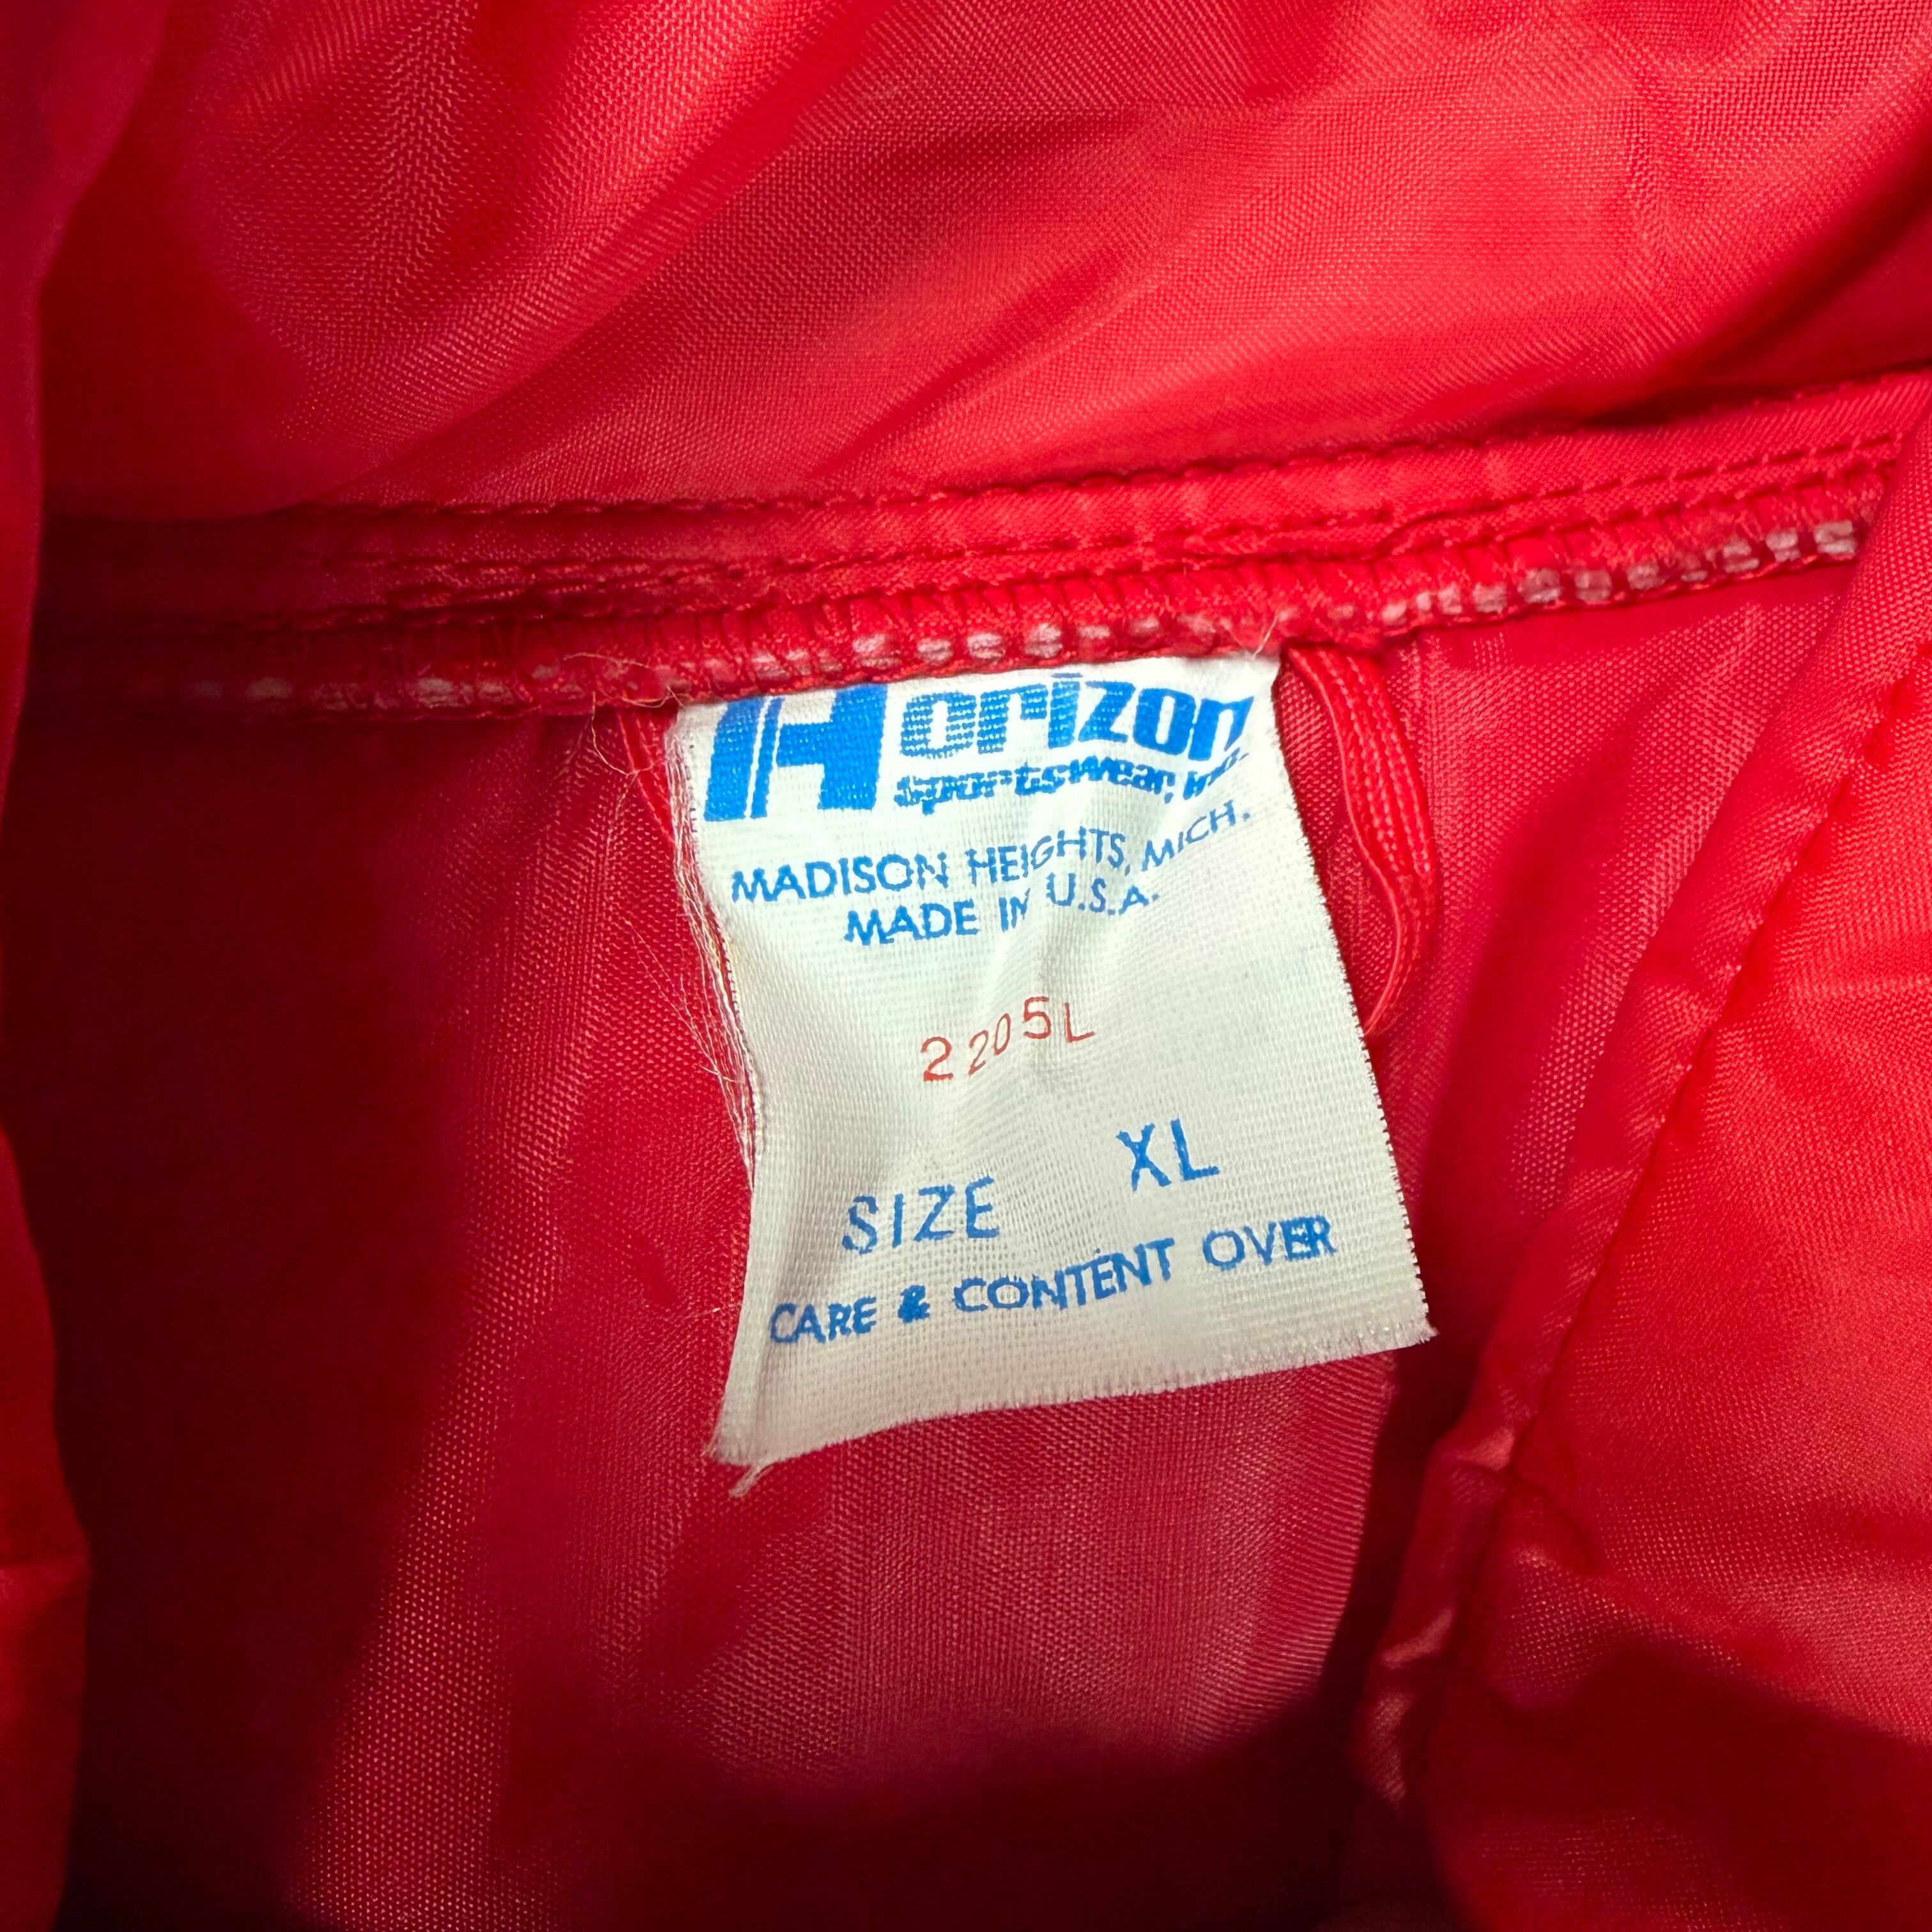 Horizon
sportswear, inc.
MADISON HEIGHTS, MICH.
MADE IN U.S.A.
2205L
SIZE XL
CARE & CONTENT OVER